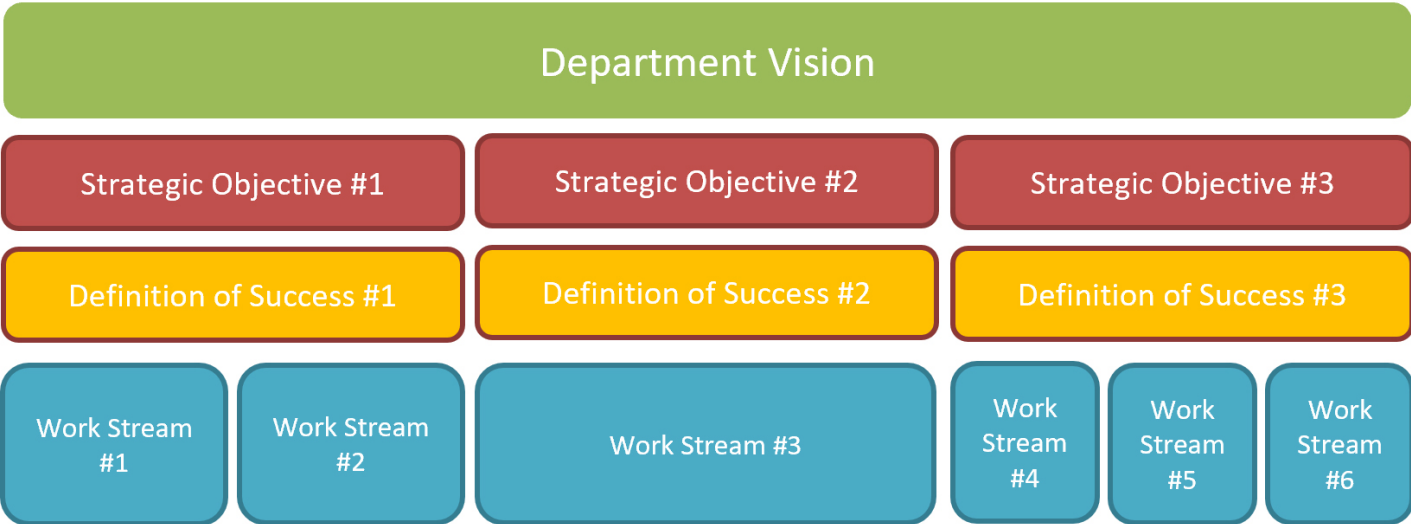 Department Vision
Strategic Objective #1
Strategic Objective #2
Strategic Objective #3
Definition of Success #1
Definition of Success #2
Definition of Success #3
Work Stream
#1
Work Stream
#2
Work Stream #3
Work
Stream
#4
Work
Stream
#5
Work
Stream
#6